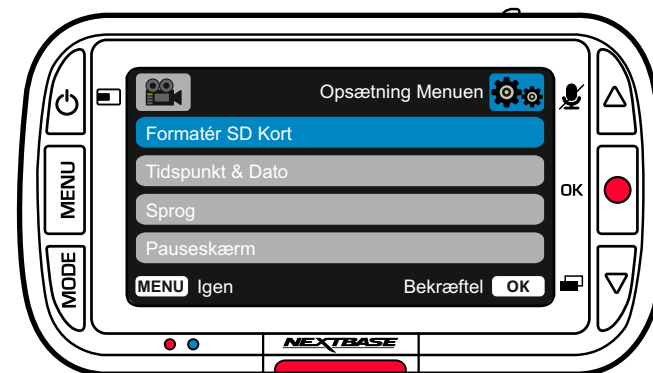 Opsætning Menuen
Formatér SD Kort
Tidspunkt & Dato
MENU
OK
Sprog
Pauseskærm
MODE
MENU Igen
Bekræftel OK
NEXTBASE